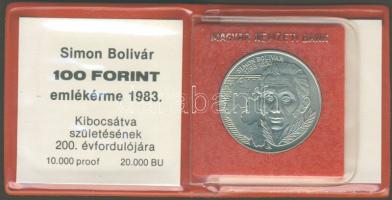 Simon Bolivár
100 FORINT
emlékérme 1983.
Kibocsátva
születésének
200. évfordulójára
10.000 proof 20.000 BU
MAGYAR NEMZETI BANK
SIMON BOLIVAR